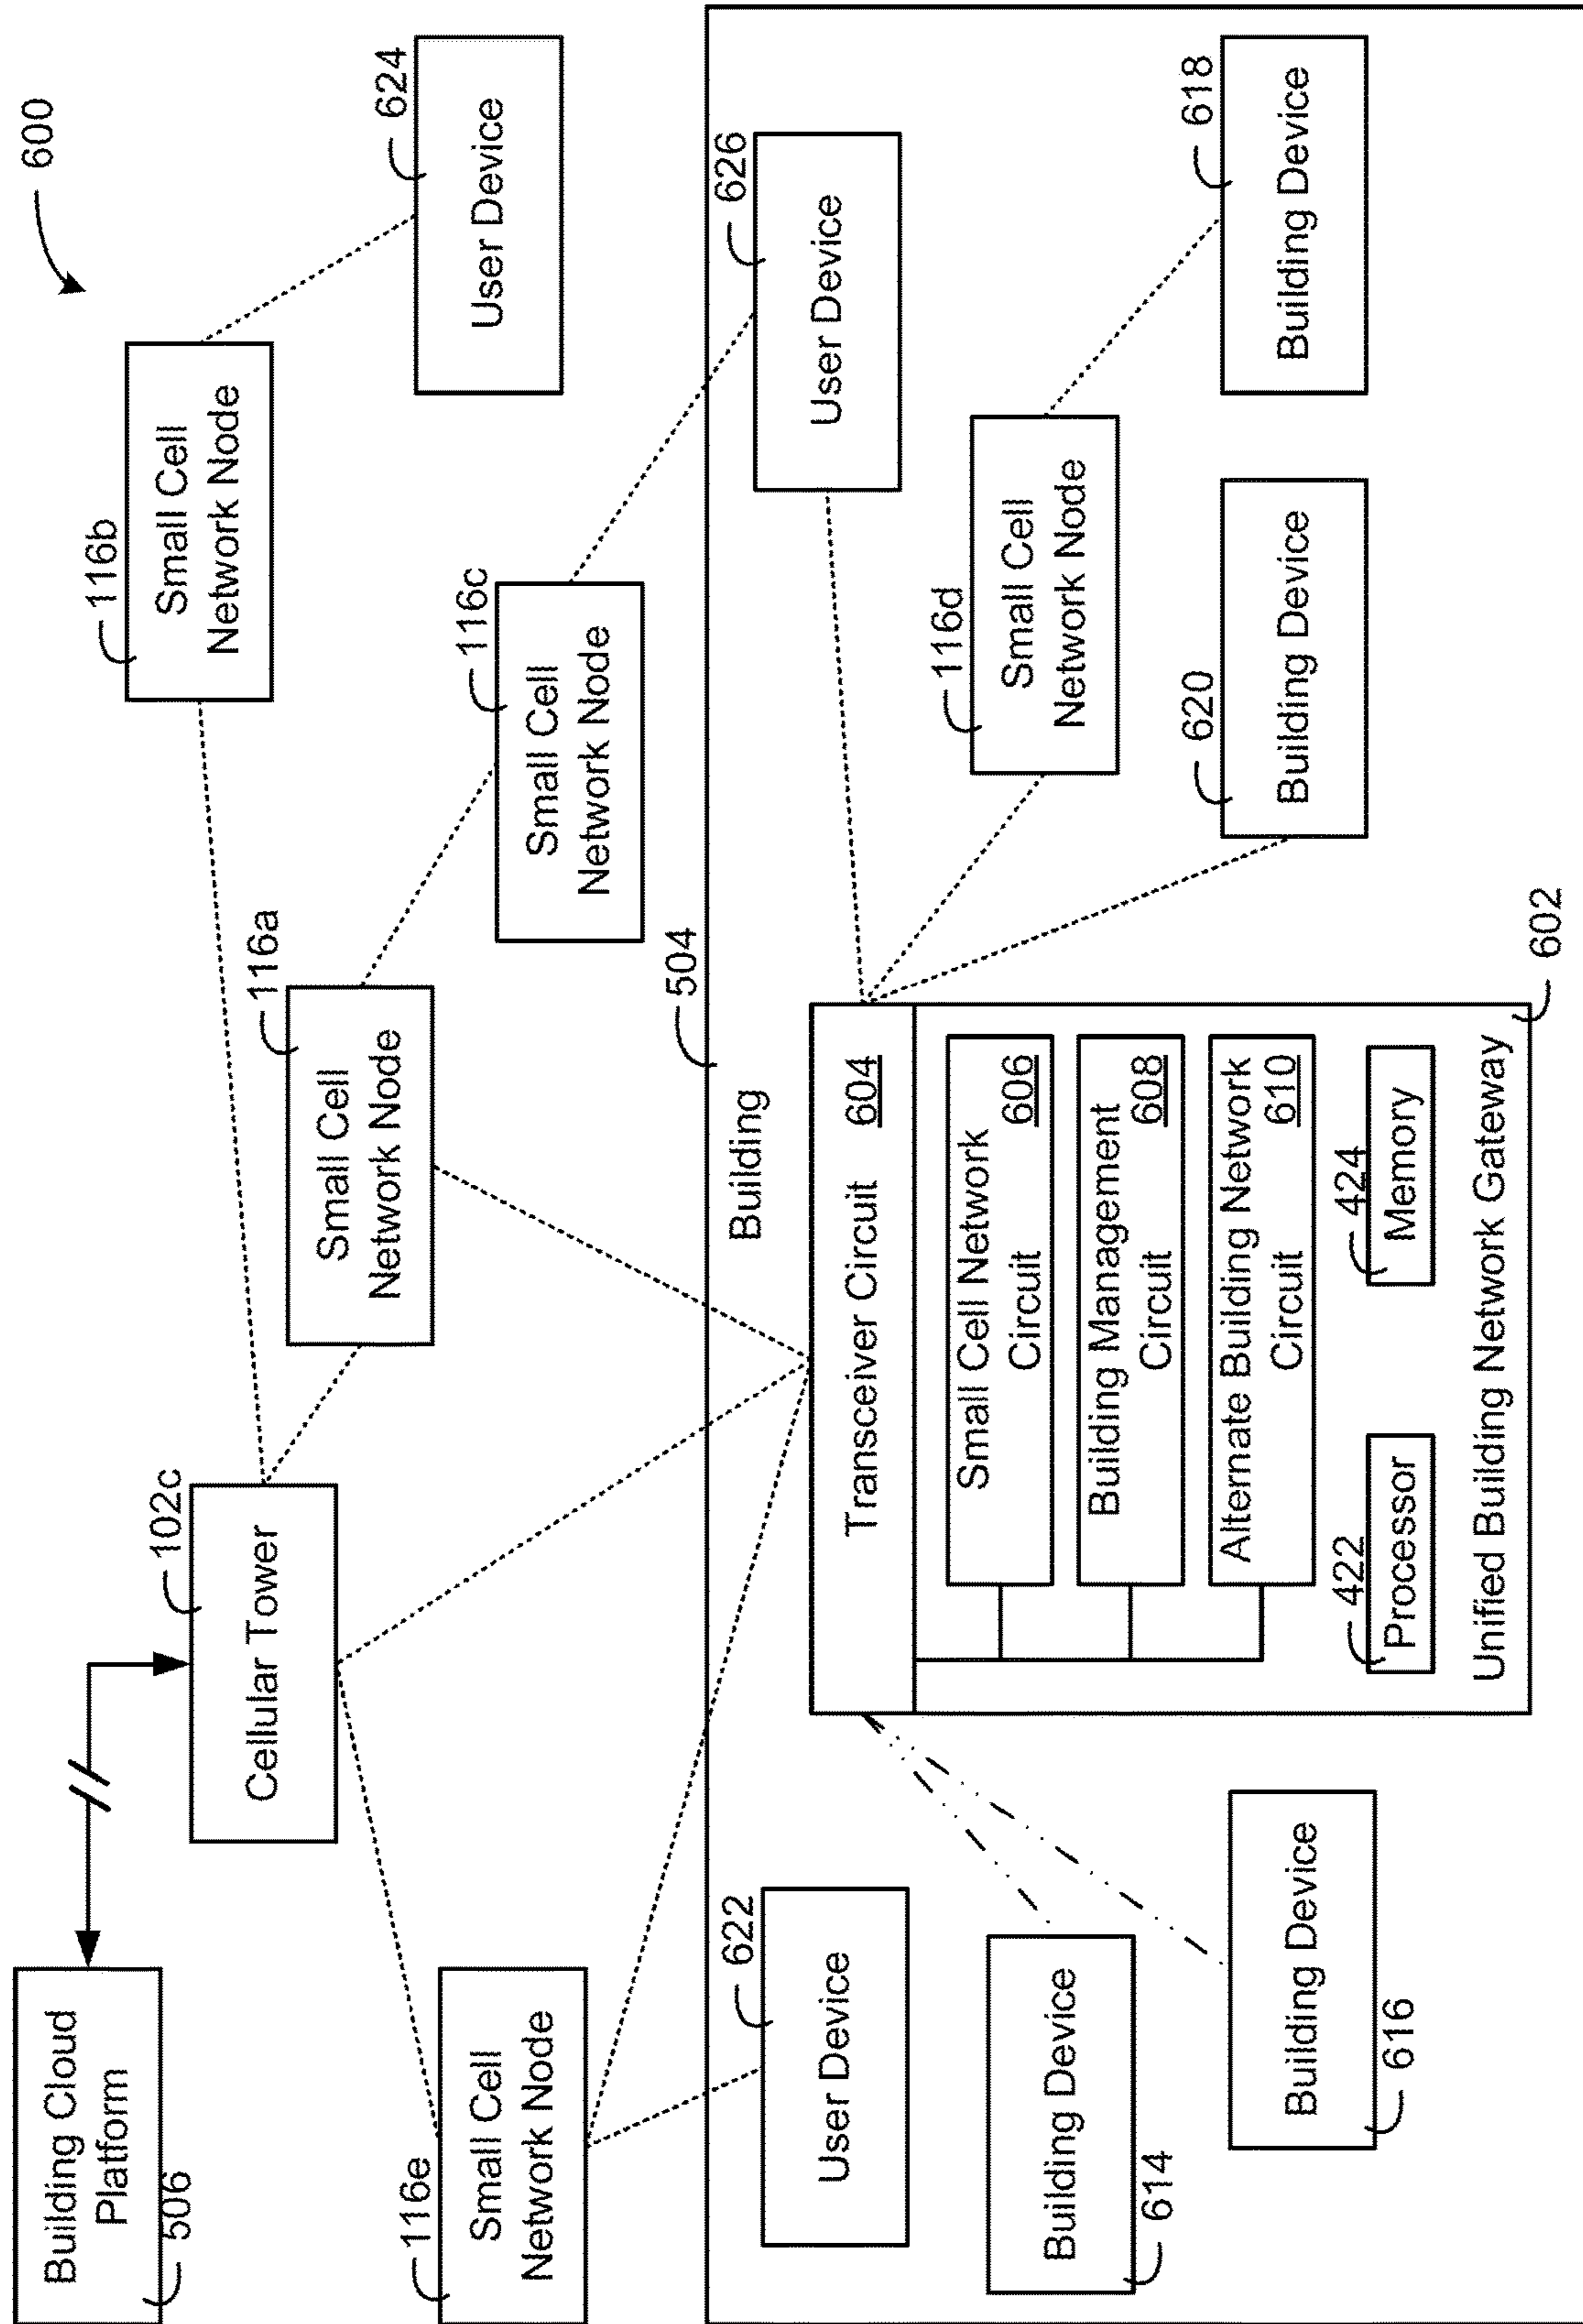 600
Building Cloud
Platform
506
Cellular Tower
102c
Small Cell
Network Node
116b
User Device
624
Small Cell
Network Node
116a
Small Cell
Network Node
116c
Small Cell
Network Node
116e
504
Building
User Device
622
User Device
626
Building Device
614
Building Device
616
Transceiver Circuit 604
Small Cell Network
Circuit 606
Building Management
Circuit 608
Alternate Building Network
Circuit 610
Processor
422
Memory
424
Unified Building Network Gateway
602
Small Cell
Network Node
116d
Building Device
620
Building Device
618